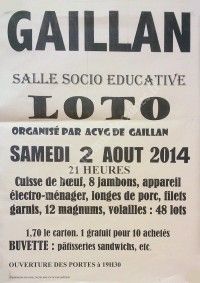 GAILLAN
SALLE SOCIO EDUCATIVE
LOTO
ORGANISÉ PAR ACVG DE GAILLAN
SAMEDI 2 AOUT 2014
21 HEURES
Cuisse de bœuf, 8 jambons, appareil
électro-ménager, longes de porc, filets
garnis, 12 magnums, volailles : 48 lots
1,70 le carton. 1 gratuit pour 10 achetés
BUVETTE : pâtisseries sandwichs, etc.
OUVERTURE DES PORTES à 19H30